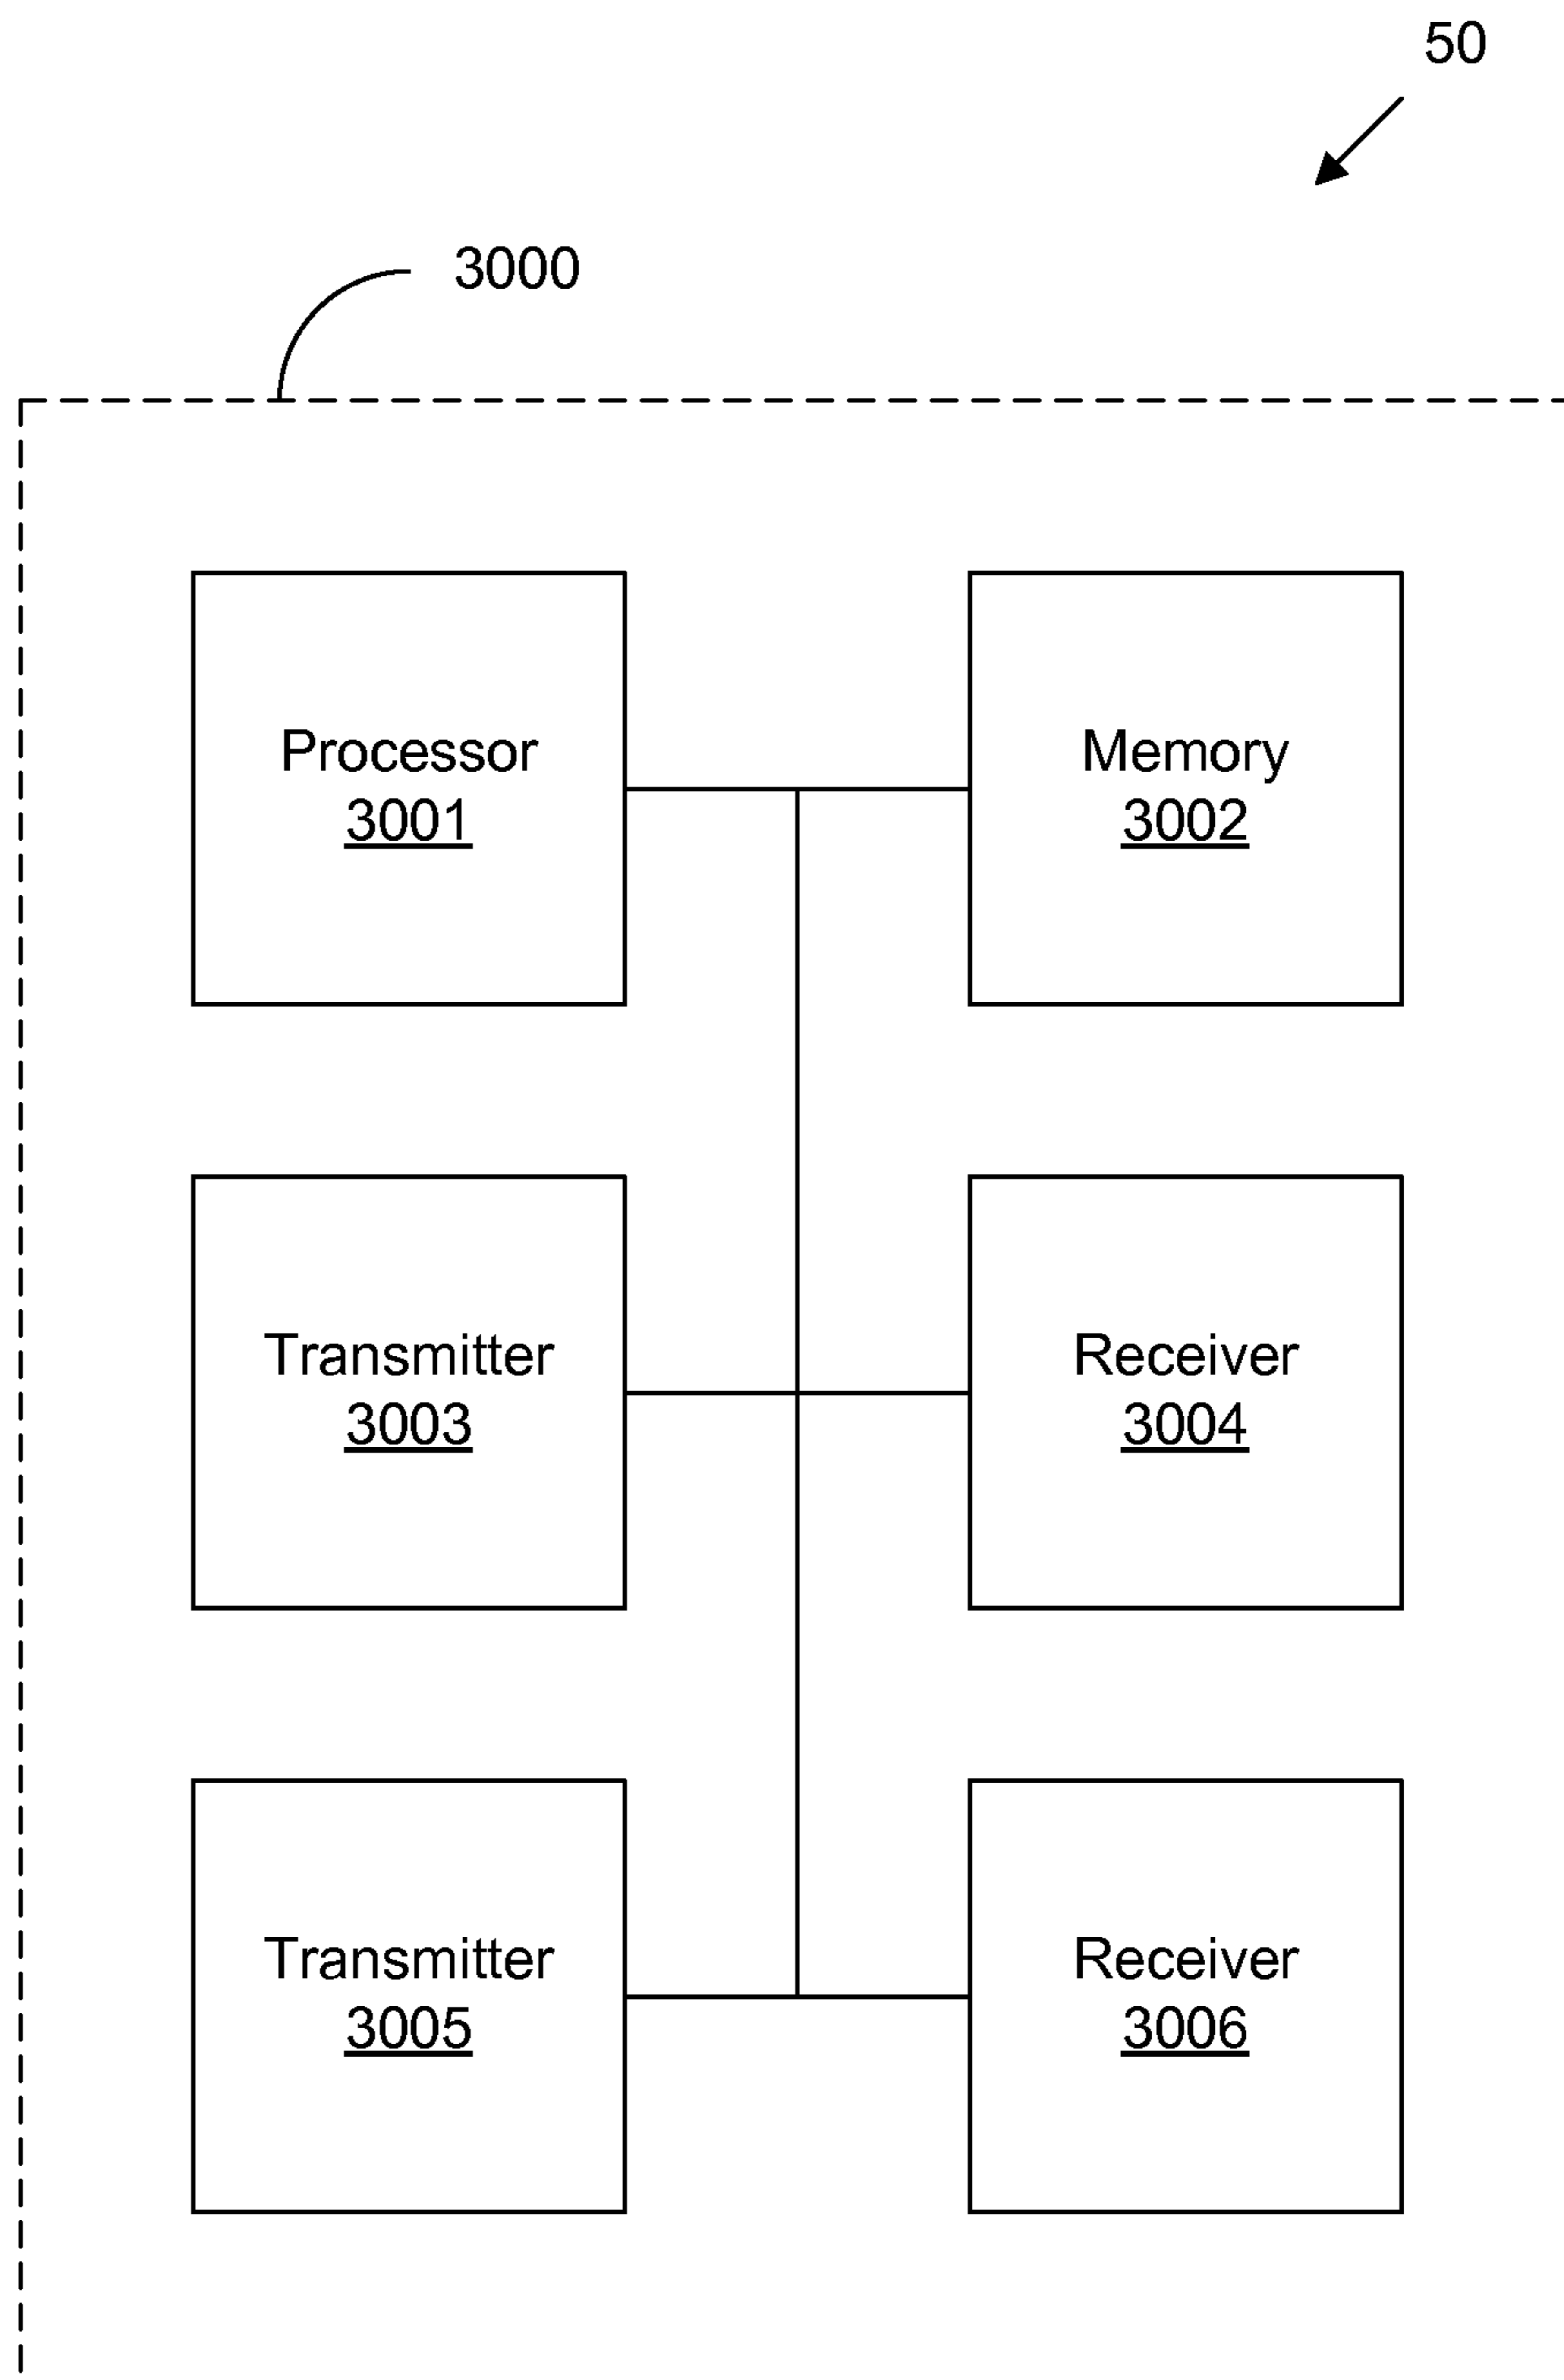 50
3000
Processor
3001
Memory
3002
Transmitter
3003
Receiver
3004
Transmitter
3005
Receiver
3006